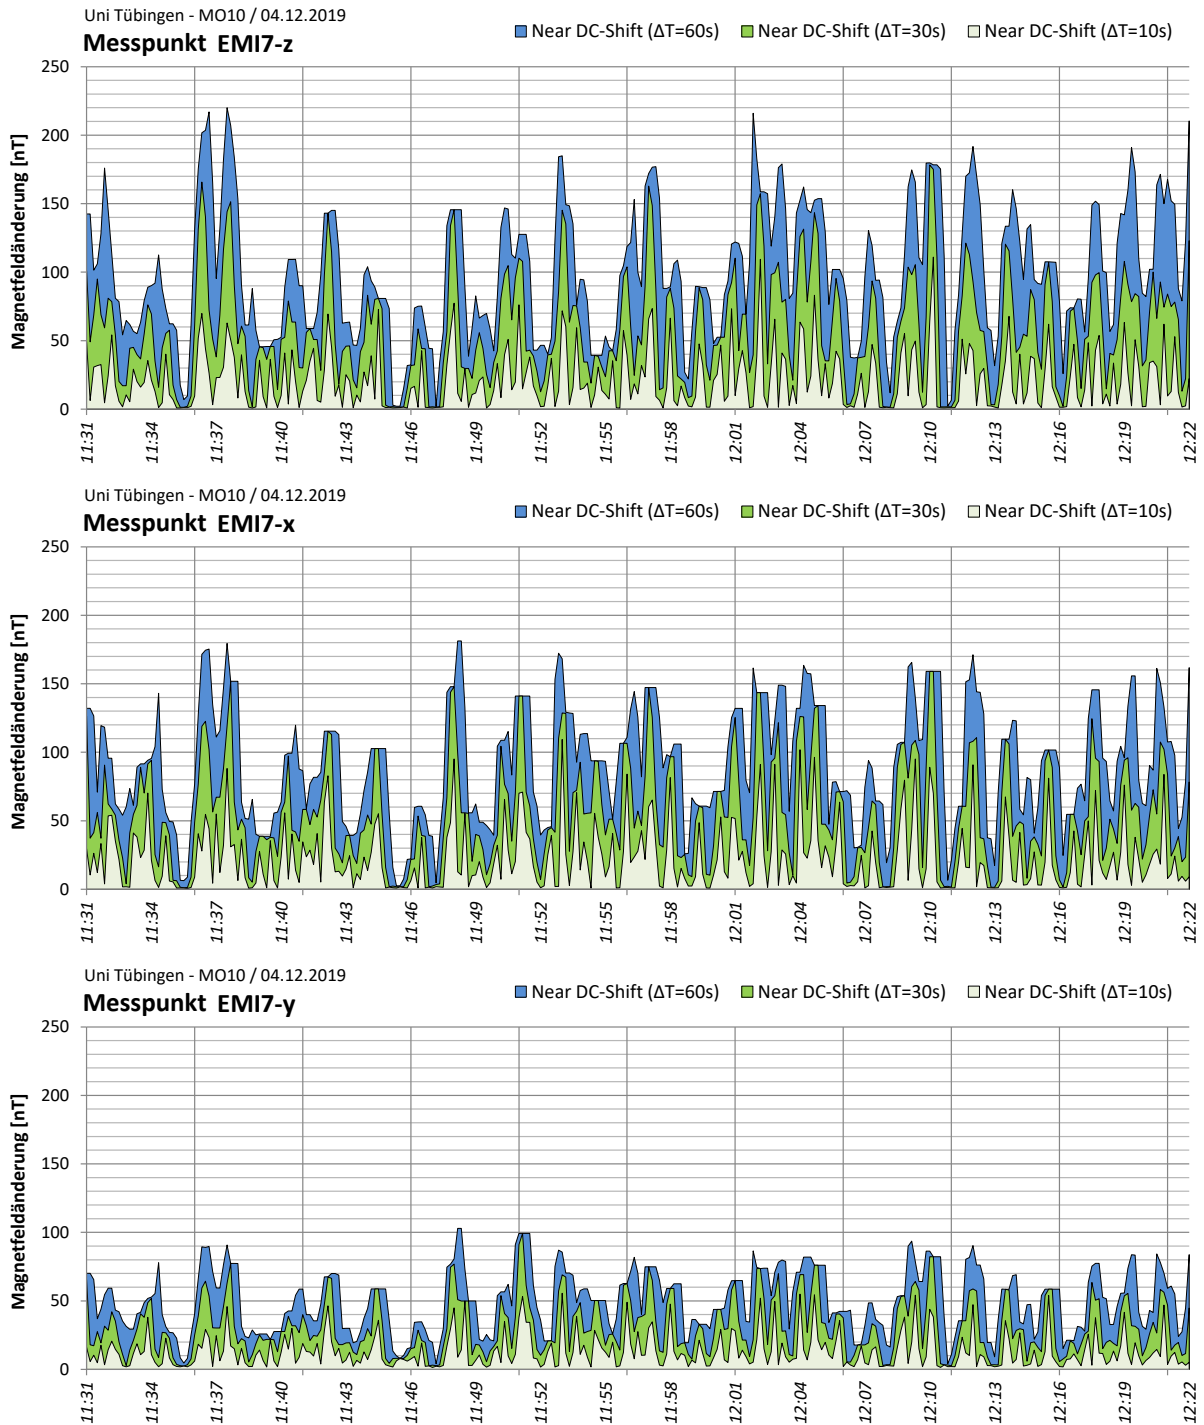 Uni Tübingen - MO10 / 04.12.2019
Messpunkt EMI7-z
Near DC-Shift (ΔT=60s) Near DC-Shift (ΔT=30s) Near DC-Shift (ΔT=10s)
Magnetfeldänderung [nT]
250
200
150
100
50
0
11:31 11:34 11:37 11:40 11:43 11:46 11:49 11:52 11:55 11:58 12:01 12:04 12:07 12:10 12:13 12:16 12:19 12:22
Uni Tübingen - MO10 / 04.12.2019
Messpunkt EMI7-x
Near DC-Shift (ΔT=60s) Near DC-Shift (ΔT=30s) Near DC-Shift (ΔT=10s)
Magnetfeldänderung [nT]
250
200
150
100
50
0
11:31 11:34 11:37 11:40 11:43 11:46 11:49 11:52 11:55 11:58 12:01 12:04 12:07 12:10 12:13 12:16 12:19 12:22
Uni Tübingen - MO10 / 04.12.2019
Messpunkt EMI7-y
Near DC-Shift (ΔT=60s) Near DC-Shift (ΔT=30s) Near DC-Shift (ΔT=10s)
Magnetfeldänderung [nT]
250
200
150
100
50
0
11:31 11:34 11:37 11:40 11:43 11:46 11:49 11:52 11:55 11:58 12:01 12:04 12:07 12:10 12:13 12:16 12:19 12:22